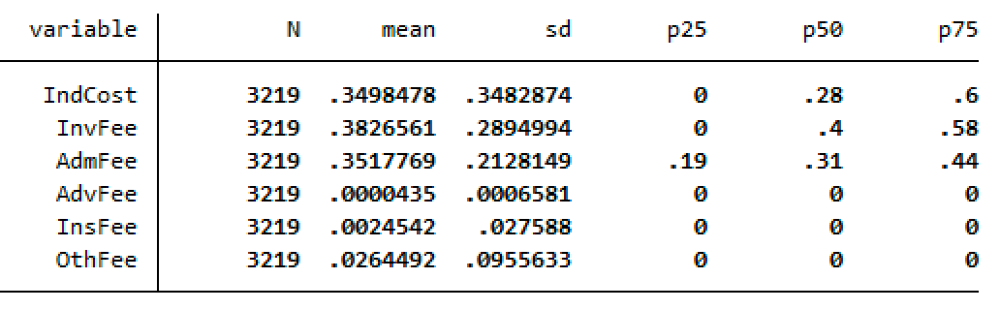 variable N mean sd p25 p50 p75
IndCost 3219 .3498478 .3482874 0 .28 .6
InvFee 3219 .3826561 .2894994 0 .4 .58
AdmFee 3219 .3517769 .2128149 .19 .31 .44
AdvFee 3219 .0000435 .0006581 0 0 0
InsFee 3219 .0024542 .027588 0 0 0
OthFee 3219 .0264492 .0955633 0 0 0